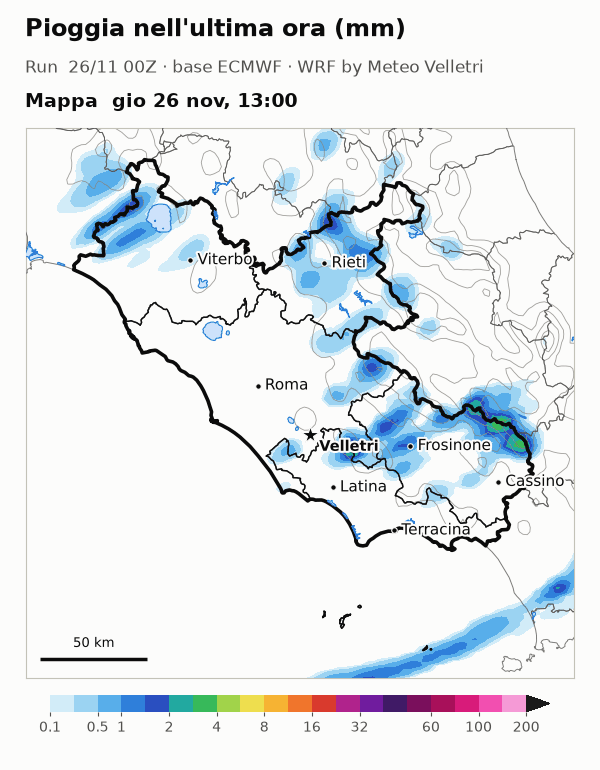 Pioggia nell'ultima ora (mm)
Run  26/11 00Z · base ECMWF · WRF by Meteo Velletri
Mappa  gio 26 nov, 13:00
Viterbo
Rieti
Roma
Velletri
Frosinone
Latina
Cassino
Terracina
50 km
0.1 0.5 1 2 4 8 16 32 60 100 200